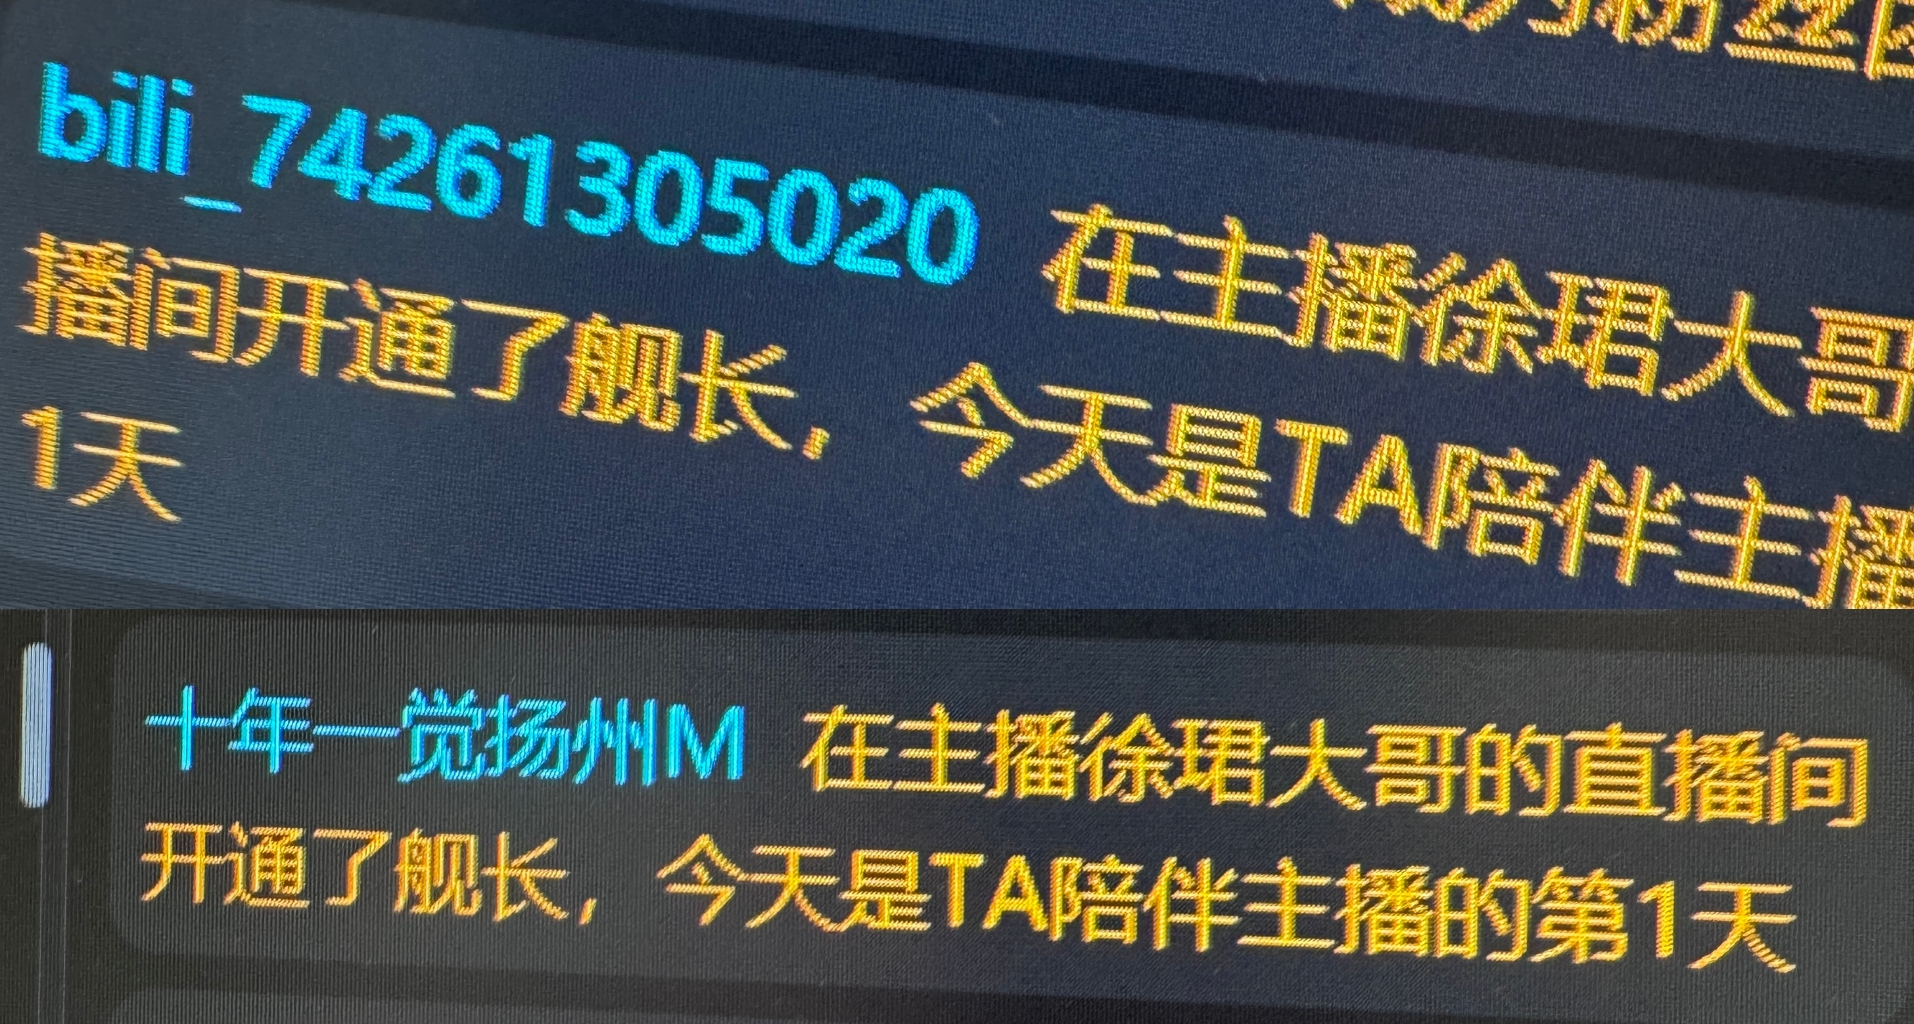 粉丝
bili_74261305020 在主播徐珺大哥
播间开通了舰长，今天是TA陪伴主播
1天
十年一觉扬州M 在主播徐珺大哥的直播间
开通了舰长，今天是TA陪伴主播的第1天